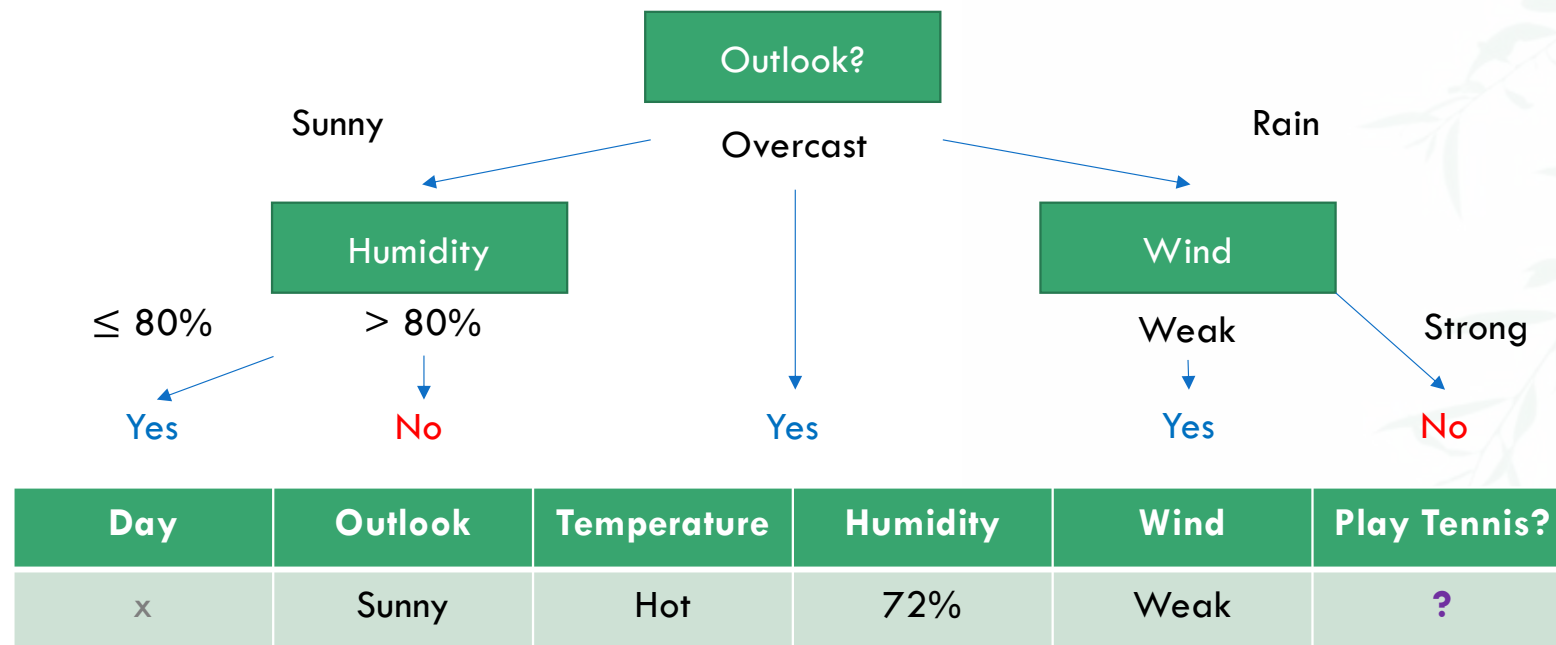 Outlook?
Sunny
Overcast
Rain
Humidity
Wind
≤ 80%
> 80%
Weak
Strong
Yes
No
Yes
Yes
No
Day Outlook Temperature Humidity Wind Play Tennis?
x Sunny Hot 72% Weak ?